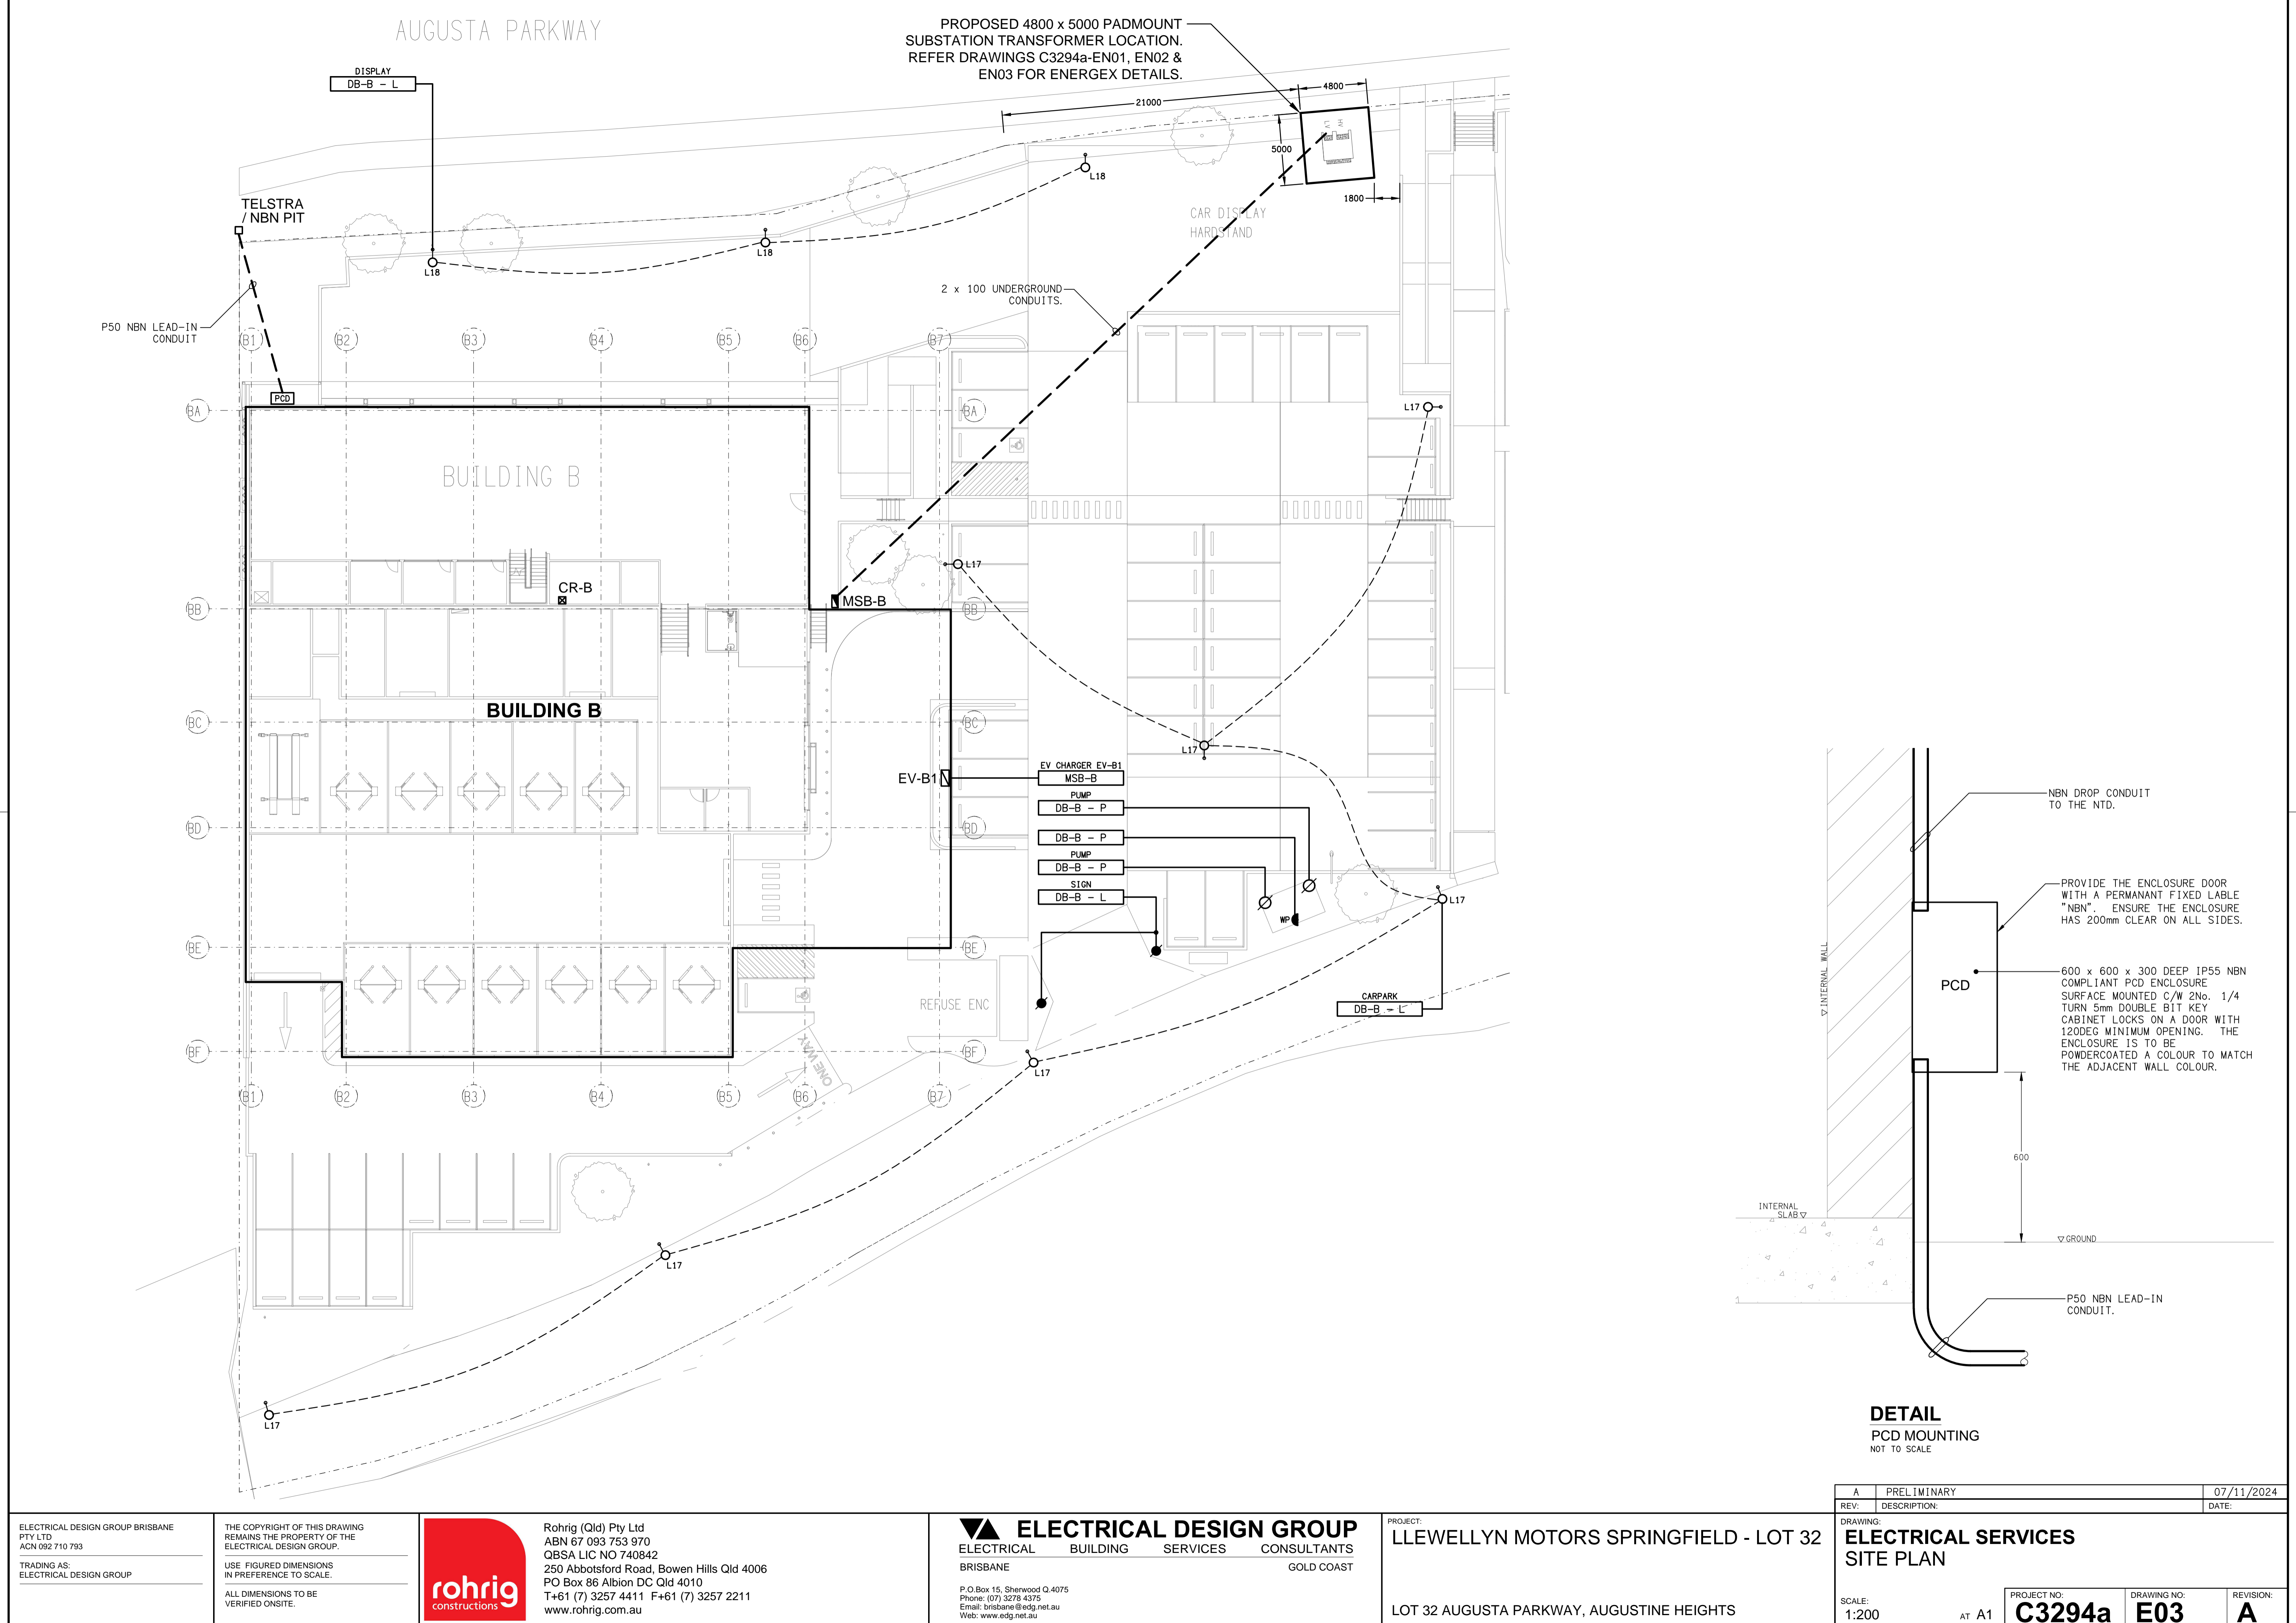 AUGUSTA PARKWAY
PROPOSED 4800 x 5000 PADMOUNT
SUBSTATION TRANSFORMER LOCATION.
REFER DRAWINGS C3294a-EN01, EN02 &
EN03 FOR ENERGEX DETAILS.
DISPLAY
DB-B - L
21000
4800
5000
1800
HV
LV
TELSTRA
/ NBN PIT
L18
L18
L18
CAR DISPLAY
HARDSTAND
2 x 100 UNDERGROUND
CONDUITS.
P50 NBN LEAD-IN
CONDUIT
B1
B2
B3
B4
B5
B6
B7
PCD
BA
BA
L17
BUILDING B
L17
CR-B
MSB-B
BB
BB
BUILDING B
BC
BC
L17
EV-B1
EV CHARGER EV-B1
MSB-B
PUMP
DB-B - P
DB-B - P
PUMP
DB-B - P
SIGN
DB-B - L
BD
BD
WP
L17
BE
BE
REFUSE ENC
CARPARK
DB-B - L
BF
BF
ONE WAY
L17
B1
B2
B3
B4
B5
B6
B7
L17
L17
NBN DROP CONDUIT
TO THE NTD.
PROVIDE THE ENCLOSURE DOOR
WITH A PERMANANT FIXED LABLE
"NBN". ENSURE THE ENCLOSURE
HAS 200mm CLEAR ON ALL SIDES.
INTERNAL WALL
PCD
600 x 600 x 300 DEEP IP55 NBN
COMPLIANT PCD ENCLOSURE
SURFACE MOUNTED C/W 2No. 1/4
TURN 5mm DOUBLE BIT KEY
CABINET LOCKS ON A DOOR WITH
120DEG MINIMUM OPENING. THE
ENCLOSURE IS TO BE
POWDERCOATED A COLOUR TO MATCH
THE ADJACENT WALL COLOUR.
600
INTERNAL
SLAB
GROUND
P50 NBN LEAD-IN
CONDUIT.
DETAIL
PCD MOUNTING
NOT TO SCALE
A PRELIMINARY 07/11/2024
REV: DESCRIPTION: DATE:
ELECTRICAL DESIGN GROUP BRISBANE
PTY LTD
ACN 092 710 793
TRADING AS:
ELECTRICAL DESIGN GROUP
THE COPYRIGHT OF THIS DRAWING
REMAINS THE PROPERTY OF THE
ELECTRICAL DESIGN GROUP.
USE FIGURED DIMENSIONS
IN PREFERENCE TO SCALE.
ALL DIMENSIONS TO BE
VERIFIED ONSITE.
rohrig
constructions
Rohrig (Qld) Pty Ltd
ABN 67 093 753 970
QBSA LIC NO 740842
250 Abbotsford Road, Bowen Hills Qld 4006
PO Box 86 Albion DC Qld 4010
T+61 (7) 3257 4411 F+61 (7) 3257 2211
www.rohrig.com.au
ELECTRICAL DESIGN GROUP
ELECTRICAL BUILDING SERVICES CONSULTANTS
BRISBANE GOLD COAST
P.O.Box 15, Sherwood Q.4075
Phone: (07) 3278 4375
Email: brisbane@edg.net.au
Web: www.edg.net.au
PROJECT:
LLEWELLYN MOTORS SPRINGFIELD - LOT 32
LOT 32 AUGUSTA PARKWAY, AUGUSTINE HEIGHTS
DRAWING:
ELECTRICAL SERVICES
SITE PLAN
SCALE:
1:200 AT A1
PROJECT NO:
C3294a
DRAWING NO:
E03
REVISION:
A